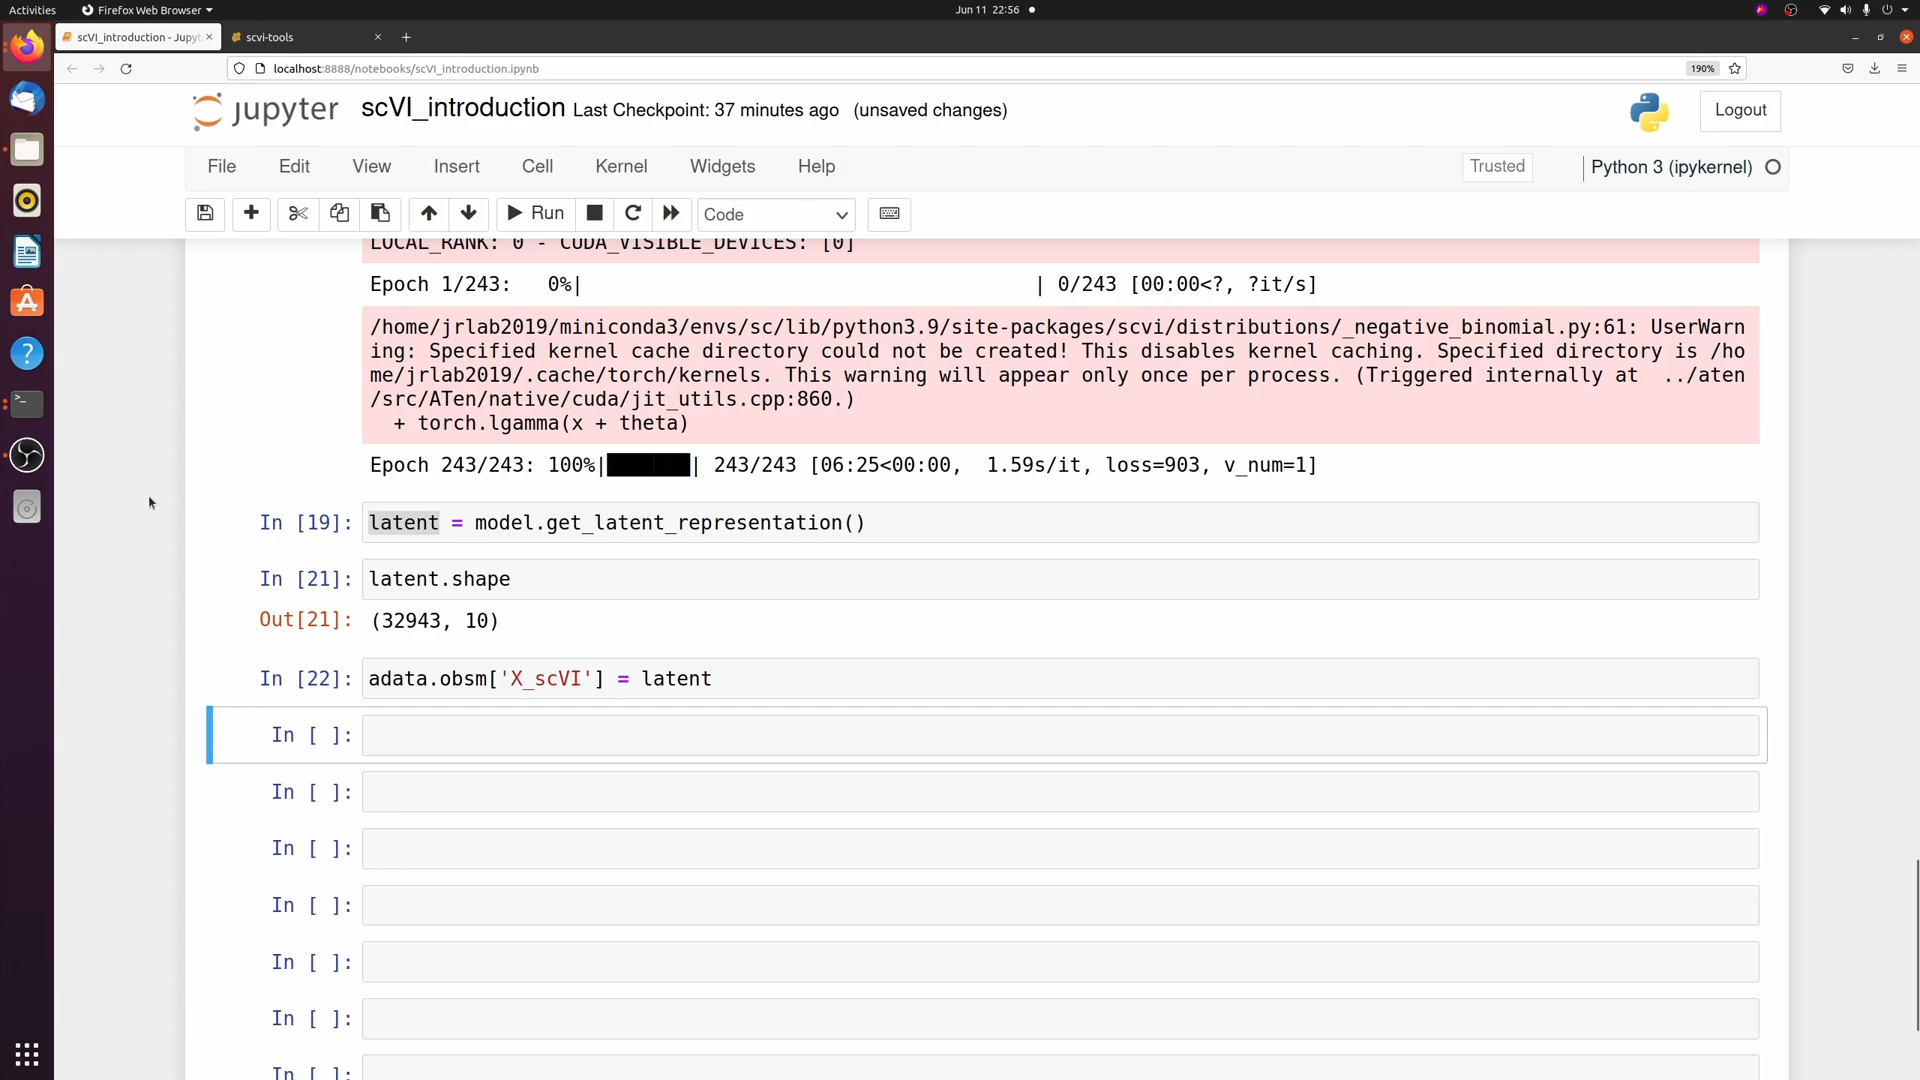 Activities Firefox Web Browser Jun 11 22:56
scVI_introduction - Jupyt scvi-tools
localhost:8888/notebooks/scVI_introduction.ipynb 190%
jupyter scVI_introduction Last Checkpoint: 37 minutes ago (unsaved changes) Logout
File Edit View Insert Cell Kernel Widgets Help Trusted Python 3 (ipykernel)
Run Code
LOCAL_RANK: 0 - CUDA_VISIBLE_DEVICES: [0]
Epoch 1/243:   0%| | 0/243 [00:00<?, ?it/s]
/home/jrlab2019/miniconda3/envs/sc/lib/python3.9/site-packages/scvi/distributions/_negative_binomial.py:61: UserWarn
ing: Specified kernel cache directory could not be created! This disables kernel caching. Specified directory is /ho
me/jrlab2019/.cache/torch/kernels. This warning will appear only once per process. (Triggered internally at  ../aten
/src/ATen/native/cuda/jit_utils.cpp:860.)
+ torch.lgamma(x + theta)
Epoch 243/243: 100%| | 243/243 [06:25<00:00,  1.59s/it, loss=903, v_num=1]
In [19]: latent = model.get_latent_representation()
In [21]: latent.shape
Out[21]: (32943, 10)
In [22]: adata.obsm['X_scVI'] = latent
In [ ]:
In [ ]:
In [ ]:
In [ ]:
In [ ]:
In [ ]:
In [ ]: